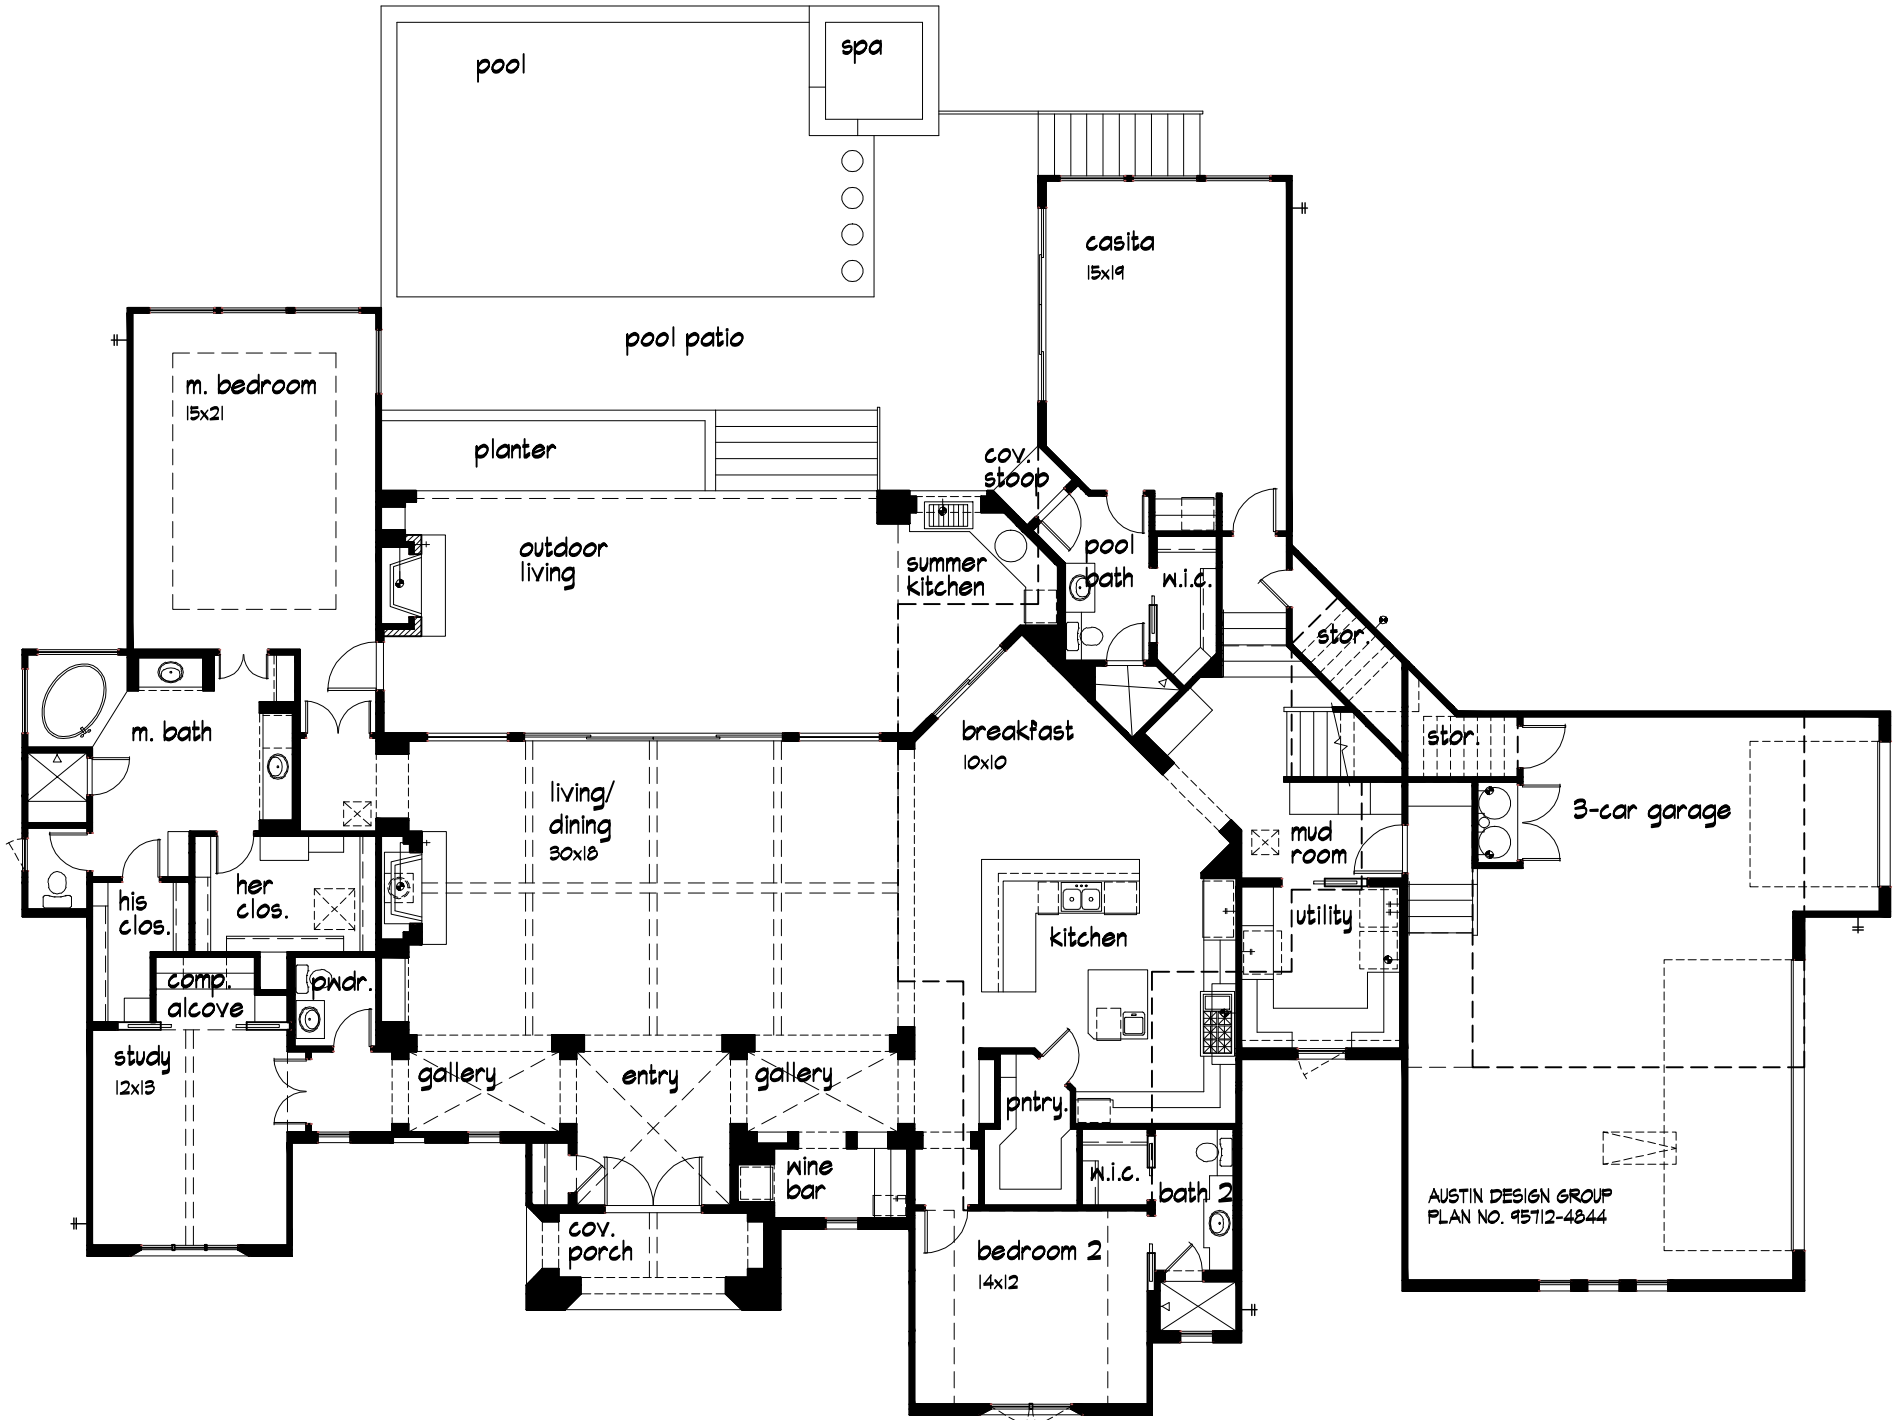 pool
spa
casita
15x19
pool patio
m. bedroom
15x21
planter
cov.
stoop
outdoor
living
summer
kitchen
pool
bath
w.i.c.
stor.
m. bath
breakfast
10x10
stor.
living/
dining
30x18
3-car garage
mud
room
her
clos.
his
clos.
utility
kitchen
comp.
alcove
pwdr.
study
12x13
gallery
entry
gallery
pntry.
wine
bar
w.i.c.
bath 2
cov.
porch
bedroom 2
14x12
AUSTIN DESIGN GROUP
PLAN NO. 95712-4844